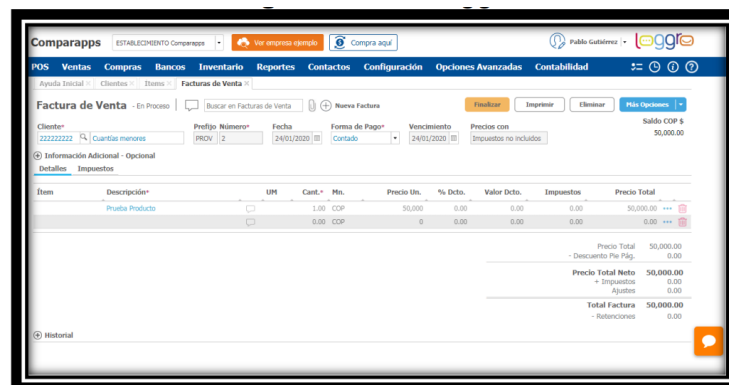 Comparapps ESTABLECIMIENTO Comparapps Ver empresa ejemplo Compra aquí Pablo Gutiérrez loggro
POS Ventas Compras Bancos Inventario Reportes Contactos Configuración Opciones Avanzadas Contabilidad
Ayuda Inicial Clientes Items Facturas de Venta
Factura de Venta - En Proceso Buscar en Facturas de Venta Nueva Factura Finalizar Imprimir Eliminar Más Opciones
Saldo COP $
Cliente* Prefijo Número* Fecha Forma de Pago* Vencimiento Precios con
50,000.00
222222222 Cuantías menores PROV 2 24/01/2020 Contado 24/01/2020 Impuestos no incluidos
Información Adicional - Opcional
Detalles Impuestos
Ítem Descripción* UM Cant.* Mn. Precio Un. % Dcto. Valor Dcto. Impuestos Precio Total
Prueba Producto 1.00 COP 50,000 0.00 0.00 0.00 50,000.00
0.00 COP 0 0.00 0.00 0.00 0.00
Precio Total 50,000.00
- Descuento Pie Pág. 0.00
Precio Total Neto 50,000.00
+ Impuestos 0.00
Ajustes 0.00
Total Factura 50,000.00
- Retenciones 0.00
Historial